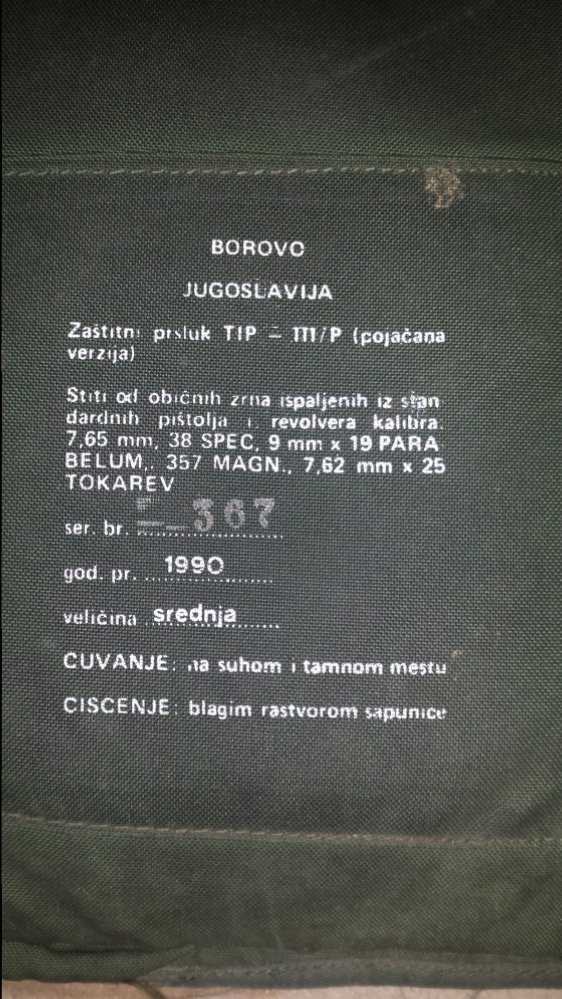 BOROVO
JUGOSLAVIJA
Zaštitni prsluk TIP – III/P (pojačana
verzija)
Stiti od običnih zrna ispaljenih iz stan
dardnih pištolja i revolvera kalibra:
7,65 mm, 38 SPEC, 9 mm x 19 PARA
BELUM,. 357 MAGN., 7,62 mm x 25
TOKAREV
ser. br. 367
god. pr. 1990
veličina srednja
CUVANJE: na suhom i tamnom mestu
CISCENJE: blagim rastvorom sapunice